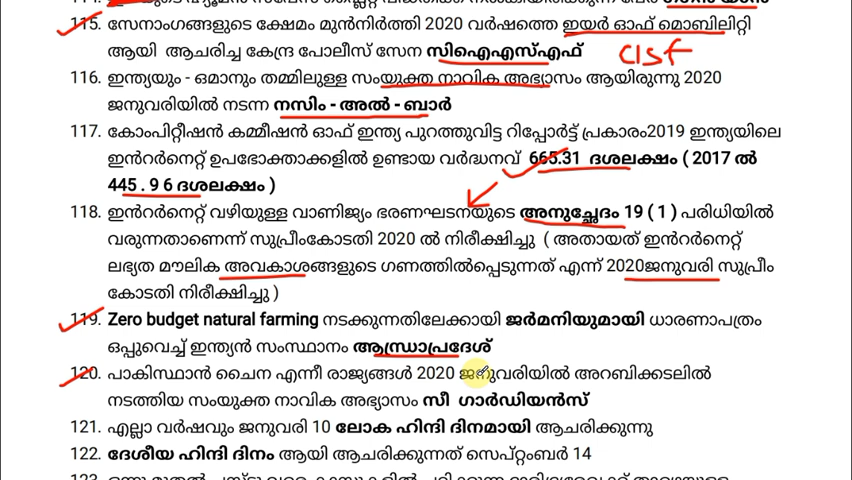 115. സേനാംഗങ്ങളുടെ ക്ഷേമം മുൻനിർത്തി 2020 വർഷത്തെ ഇയർ ഓഫ് മൊബിലിറ്റി
ആയി ആചരിച്ച കേന്ദ്ര പോലീസ് സേന സിഐഎസ്എഫ് CISF
116. ഇന്ത്യയും - ഒമാനും തമ്മിലുള്ള സംയുക്ത നാവിക അഭ്യാസം ആയിരുന്നു 2020
ജനുവരിയിൽ നടന്ന നസിം - അൽ - ബാർ
117. കോംപിറ്റീഷൻ കമ്മീഷൻ ഓഫ് ഇന്ത്യ പുറത്തുവിട്ട റിപ്പോർട്ട് പ്രകാരം2019 ഇന്ത്യയിലെ
ഇൻറർനെറ്റ് ഉപഭോക്താക്കളിൽ ഉണ്ടായ വർദ്ധനവ് 665.31 ദശലക്ഷം ( 2017 ൽ
445 . 9 6 ദശലക്ഷം )
118. ഇൻറർനെറ്റ് വഴിയുള്ള വാണിജ്യം ഭരണഘടനയുടെ അനുച്ഛേദം 19 ( 1 ) പരിധിയിൽ
വരുന്നതാണെന്ന് സുപ്രീംകോടതി 2020 ൽ നിരീക്ഷിച്ചു ( അതായത് ഇൻറർനെറ്റ്
ലഭ്യത മൗലിക അവകാശങ്ങളുടെ ഗണത്തിൽപ്പെടുന്നത് എന്ന് 2020ജനുവരി സുപ്രീം
കോടതി നിരീക്ഷിച്ചു )
119. Zero budget natural farming നടക്കുന്നതിലേക്കായി ജർമനിയുമായി ധാരണാപത്രം
ഒപ്പുവെച്ച് ഇന്ത്യൻ സംസ്ഥാനം ആന്ധ്രാപ്രദേശ്
120. പാകിസ്ഥാൻ ചൈന എന്നീ രാജ്യങ്ങൾ 2020 ജനുവരിയിൽ അറബിക്കടലിൽ
നടത്തിയ സംയുക്ത നാവിക അഭ്യാസം സീ ഗാർഡിയൻസ്
121. എല്ലാ വർഷവും ജനുവരി 10 ലോക ഹിന്ദി ദിനമായി ആചരിക്കുന്നു
122. ദേശീയ ഹിന്ദി ദിനം ആയി ആചരിക്കുന്നത് സെപ്റ്റംബർ 14